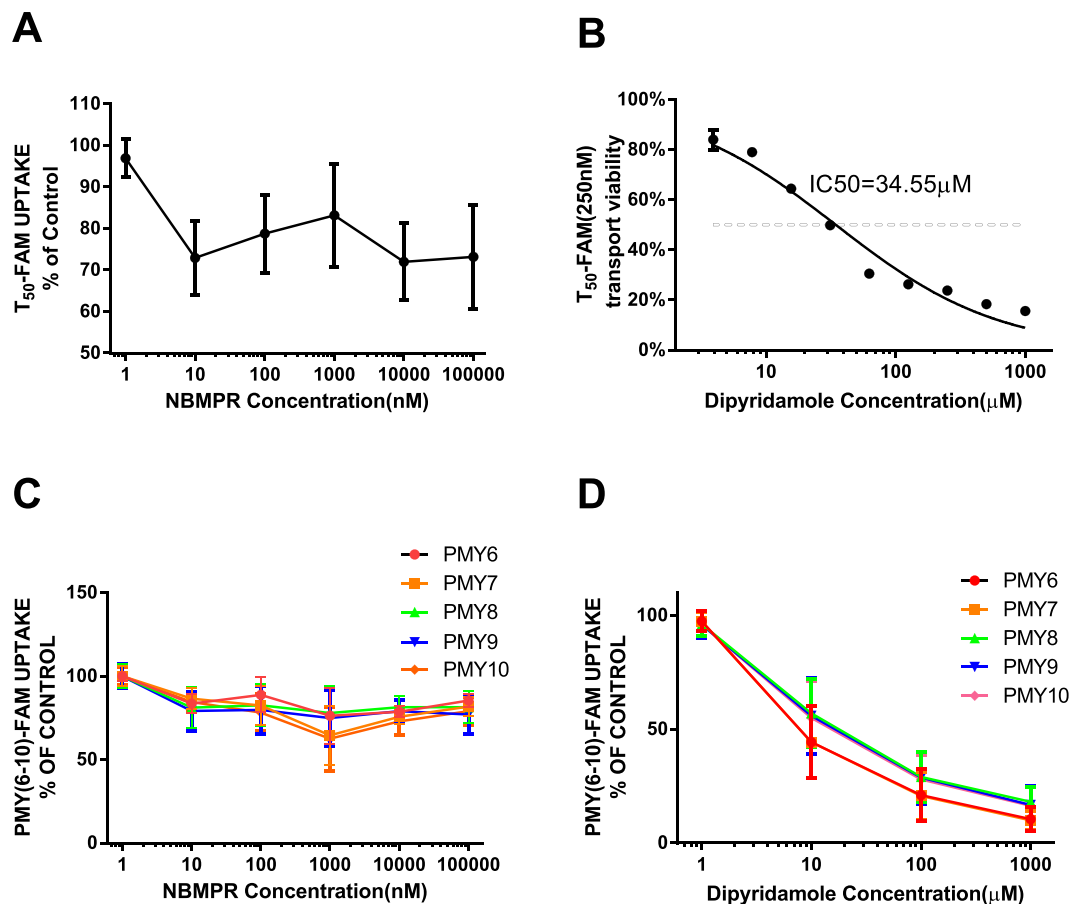 A
T50-FAM UPTAKE
% of Control
110
100
90
80
70
60
50
1 10 100 1000 10000 100000
NBMPR Concentration(nM)
B
T50-FAM(250nM)
transport viability
100%
80%
60%
40%
20%
0%
IC50=34.55μM
10 100 1000
Dipyridamole Concentration(μM)
C
PMY(6-10)-FAM UPTAKE
% OF CONTROL
150
100
50
0
PMY6
PMY7
PMY8
PMY9
PMY10
1 10 100 1000 10000 100000
NBMPR Concentration(nM)
D
PMY(6-10)-FAM UPTAKE
% OF CONTROL
100
50
0
PMY6
PMY7
PMY8
PMY9
PMY10
1 10 100 1000
Dipyridamole Concentration(μM)